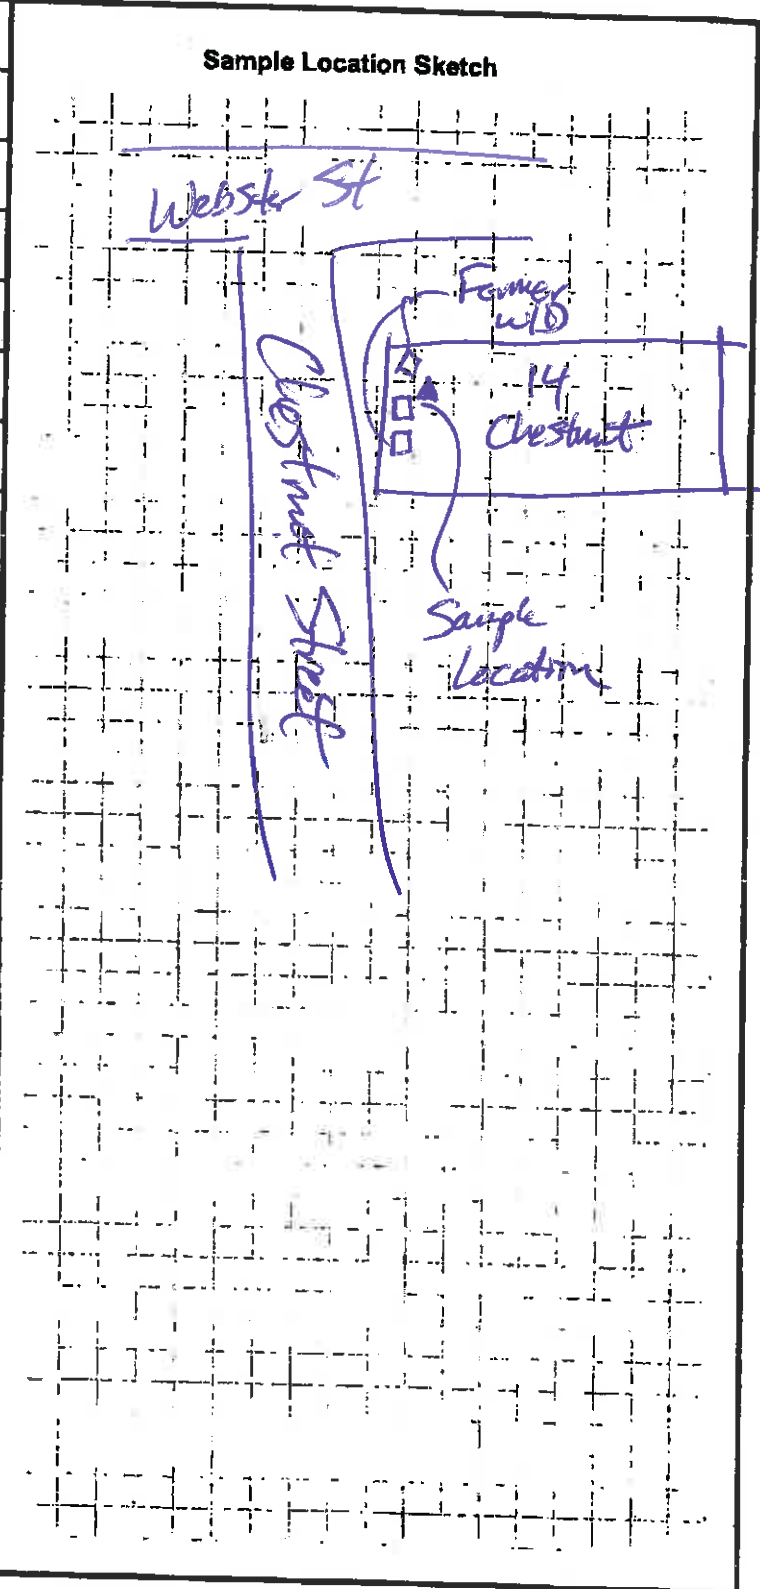 Sample Location Sketch
Webster St
Former
W/D
14
Chestnut
Chestnut Street
Sample
Location